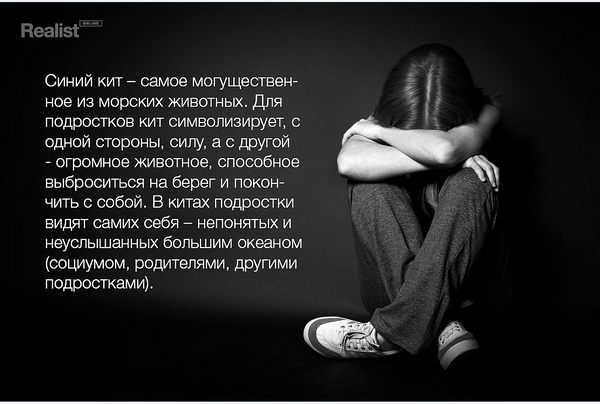 Realist ONLINE
Синий кит – самое могуществен-
ное из морских животных. Для
подростков кит символизирует, с
одной стороны, силу, а с другой
- огромное животное, способное
выброситься на берег и покон-
чить с собой. В китах подростки
видят самих себя – непонятых и
неуслышанных большим океаном
(социумом, родителями, другими
подростками).